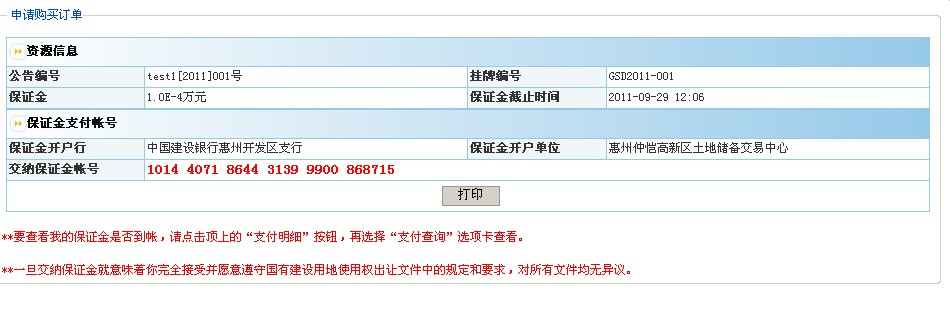 申请购买订单
资源信息
公告编号 test1[2011]001号 挂牌编号 GSD2011-001
保证金 1.0E-4万元 保证金截止时间 2011-09-29 12:06
保证金支付帐号
保证金开户行 中国建设银行惠州开发区支行 保证金开户单位 惠州仲恺高新区土地储备交易中心
交纳保证金帐号 1014 4071 8644 3139 9900 868715
打印
**要查看我的保证金是否到帐，请点击顶上的“支付明细”按钮，再选择“支付查询”选项卡查看。
**一旦交纳保证金就意味着你完全接受并愿意遵守国有建设用地使用权出让文件中的规定和要求，对所有文件均无异议。